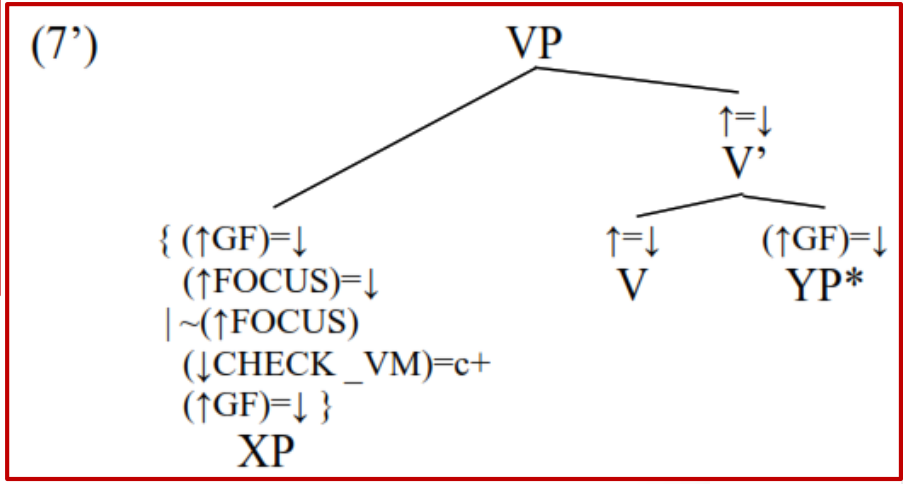 (7’) VP
↑=↓
V’
{ (↑GF)=↓ ↑=↓ (↑GF)=↓
(↑FOCUS)=↓ V YP*
| ~(↑FOCUS)
(↓CHECK _VM)=c+
(↑GF)=↓ }
XP